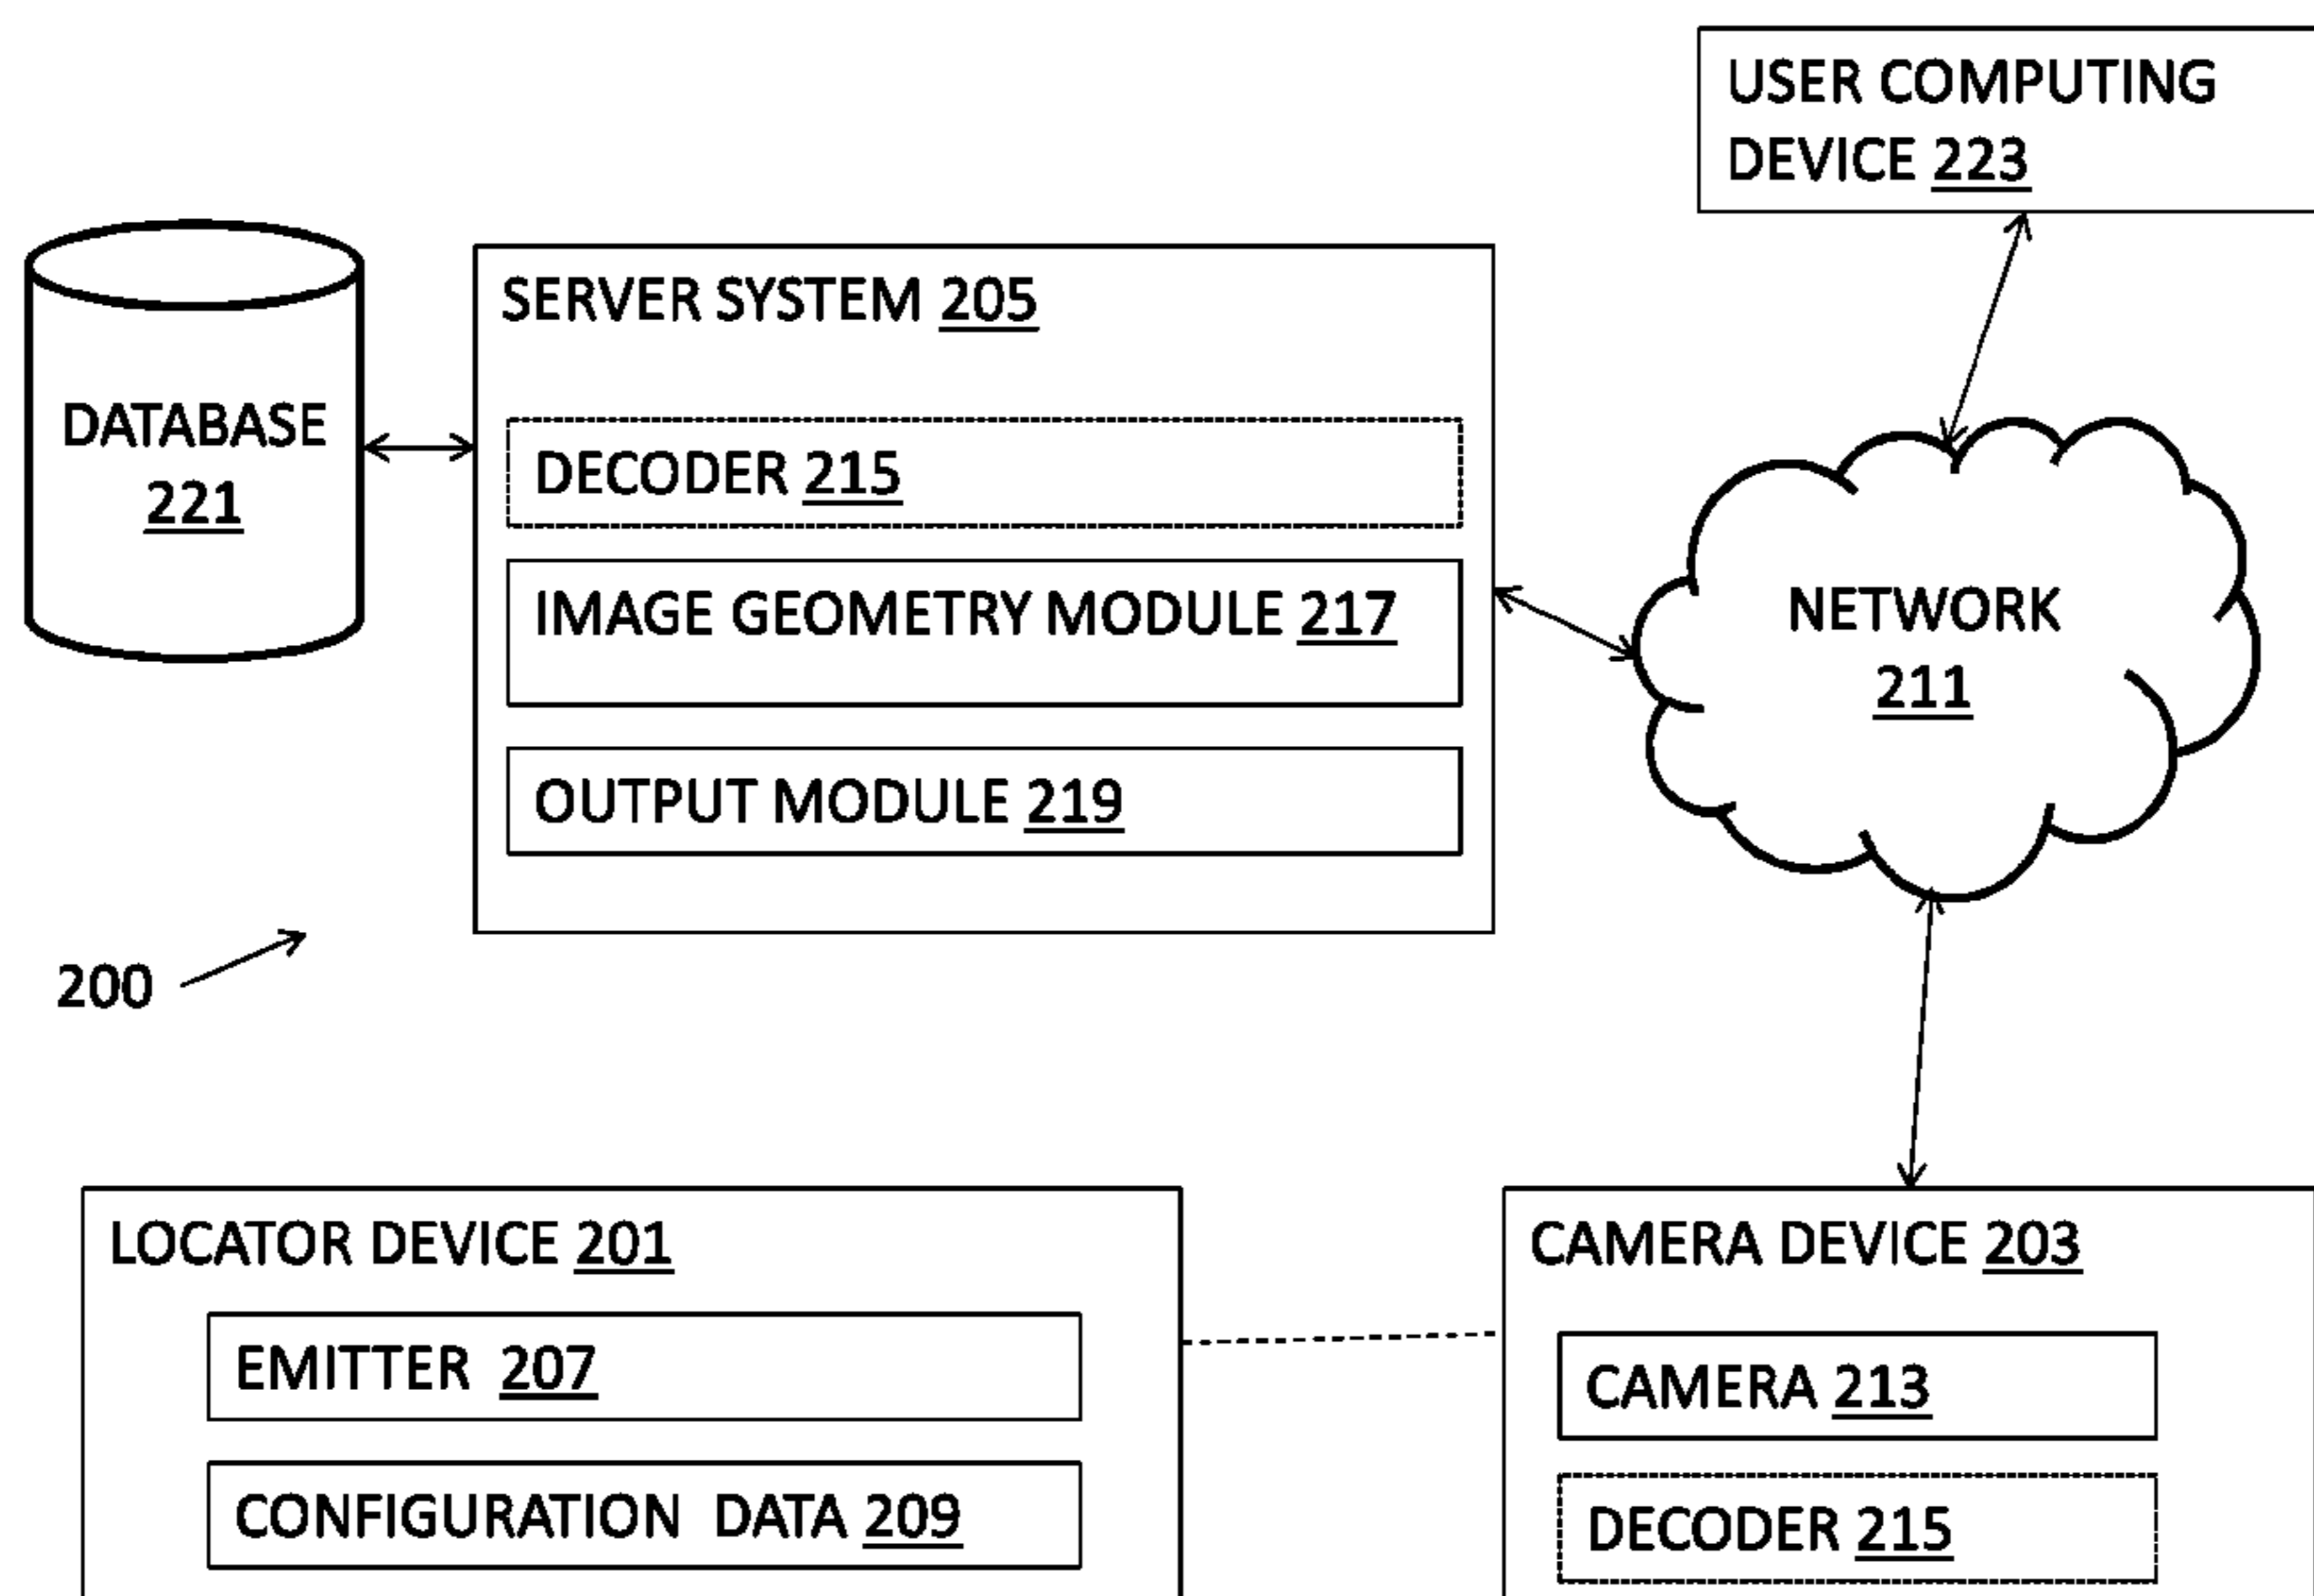 USER COMPUTING
DEVICE 223
SERVER SYSTEM 205
DATABASE
221
DECODER 215
IMAGE GEOMETRY MODULE 217
OUTPUT MODULE 219
NETWORK
211
200
LOCATOR DEVICE 201
EMITTER 207
CONFIGURATION DATA 209
CAMERA DEVICE 203
CAMERA 213
DECODER 215